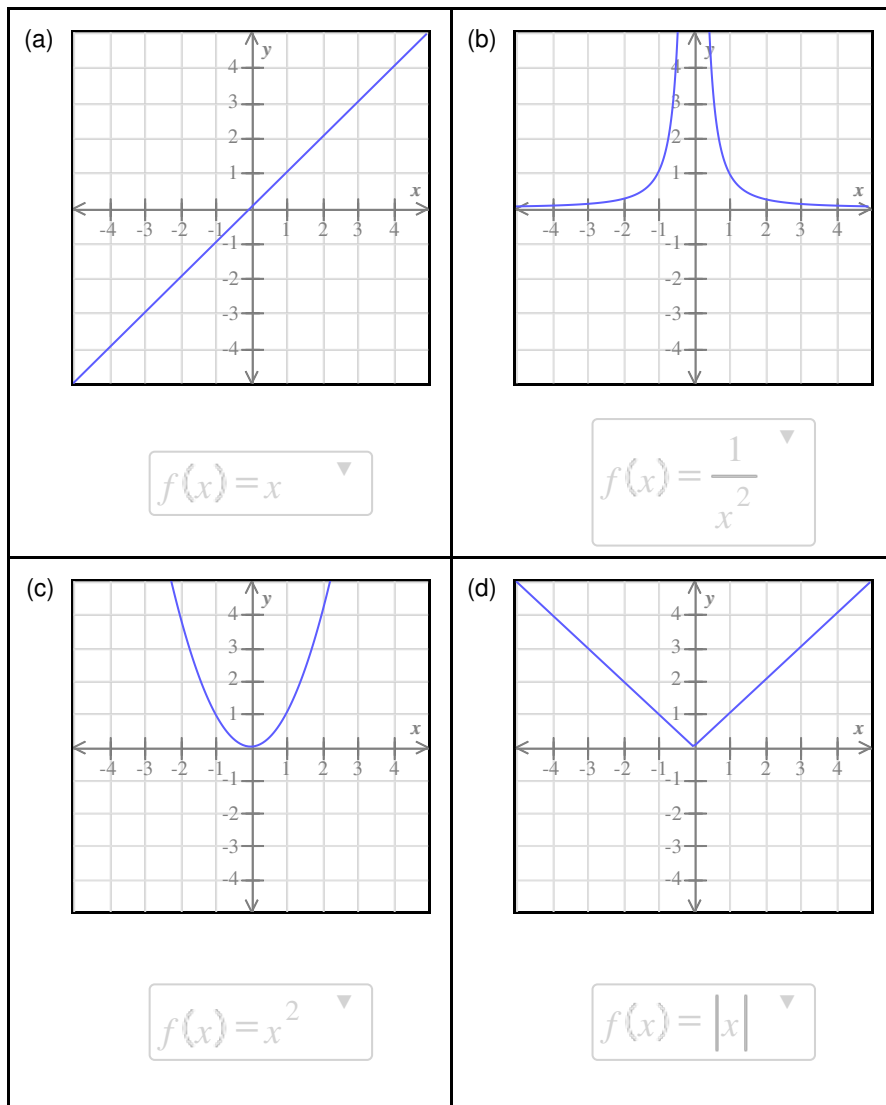 (a)
y
4
3
2
1
x
-4 -3 -2 -1 1 2 3 4
-1
-2
-3
-4
f(x) = x ▼
(b)
y
4
3
2
1
x
-4 -3 -2 -1 1 2 3 4
-1
-2
-3
-4
f(x) = 1/x² ▼
(c)
y
4
3
2
1
x
-4 -3 -2 -1 1 2 3 4
-1
-2
-3
-4
f(x) = x² ▼
(d)
y
4
3
2
1
x
-4 -3 -2 -1 1 2 3 4
-1
-2
-3
-4
f(x) = |x| ▼